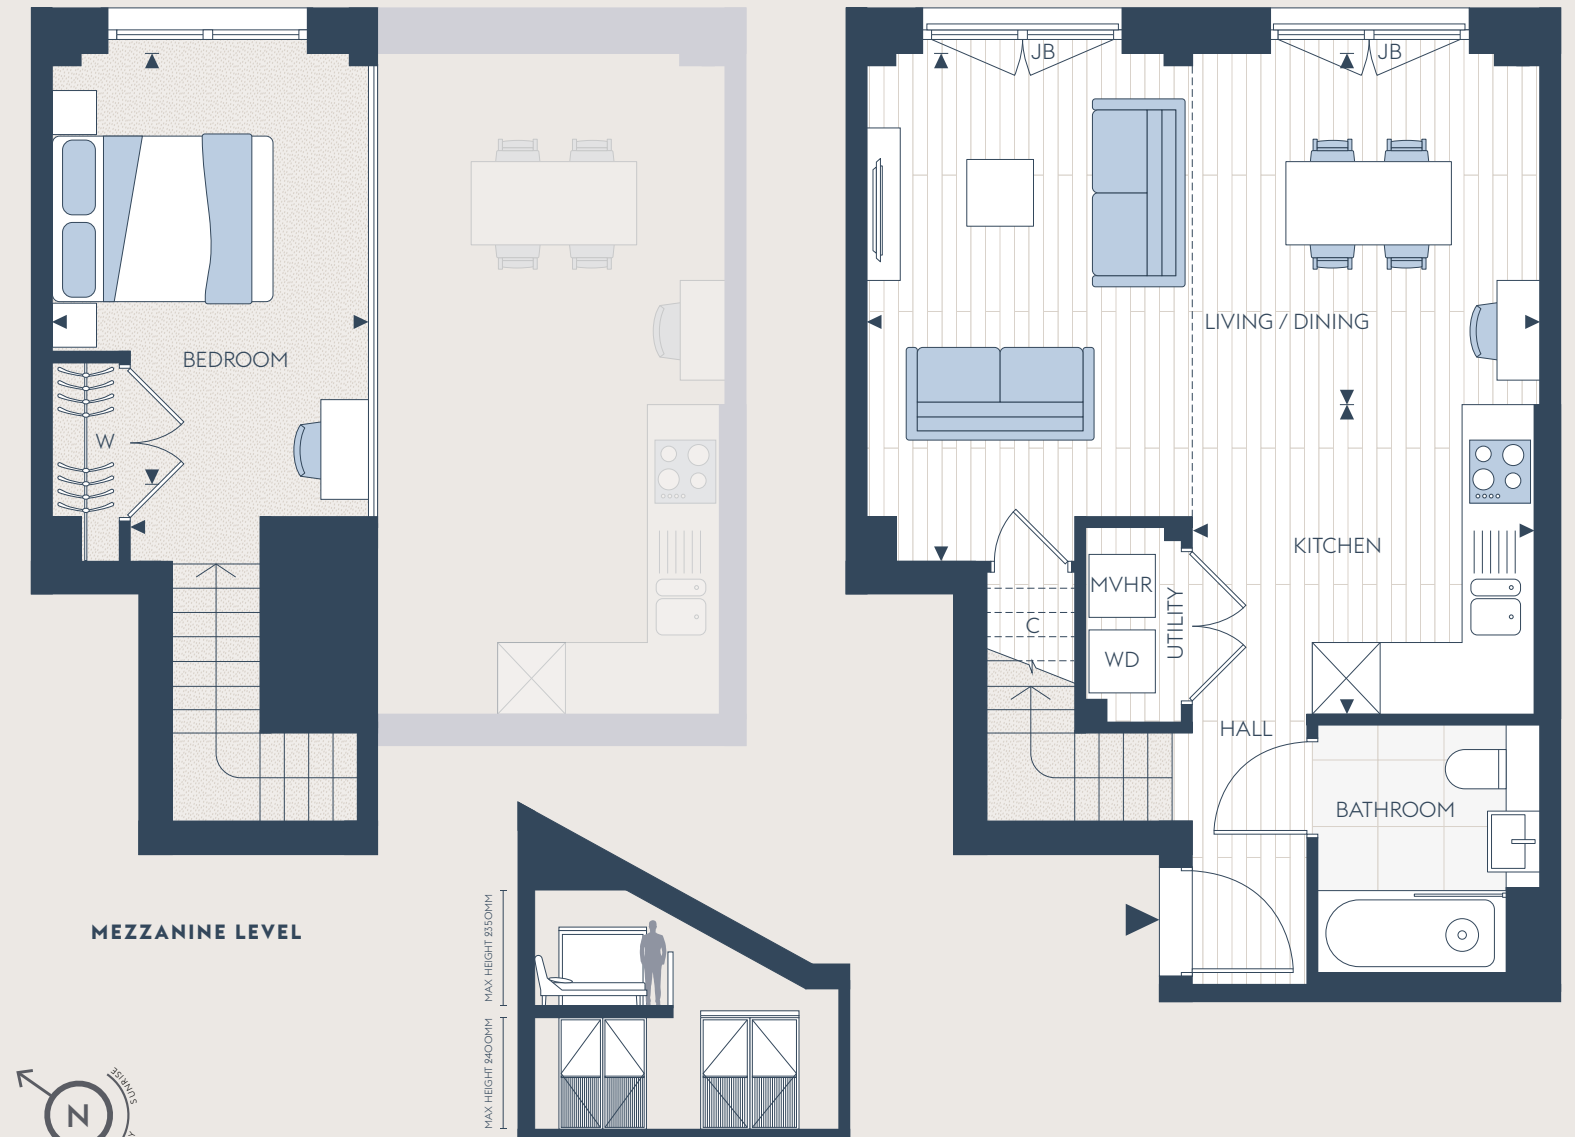 JB
JB
BEDROOM
W
LIVING / DINING
KITCHEN
MVHR
UTILITY
C
WD
HALL
BATHROOM
MEZZANINE LEVEL
MAX HEIGHT 2350MM
MAX HEIGHT 2400MM
SUNRISE
N